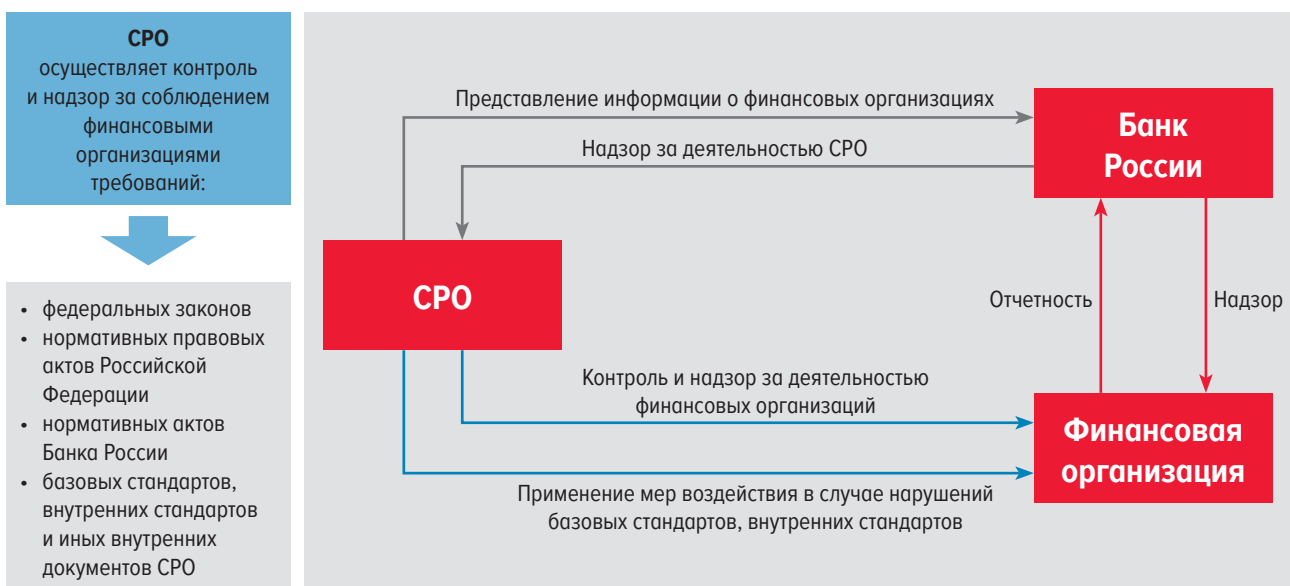 СРО
осуществляет контроль
и надзор за соблюдением
финансовыми
организациями
требований:
• федеральных законов
• нормативных правовых
актов Российской
Федерации
• нормативных актов
Банка России
• базовых стандартов,
внутренних стандартов
и иных внутренних
документов СРО
Представление информации о финансовых организациях
Надзор за деятельностью СРО
Банк
России
СРО
Отчетность
Надзор
Контроль и надзор за деятельностью
финансовых организаций
Финансовая
организация
Применение мер воздействия в случае нарушений
базовых стандартов, внутренних стандартов